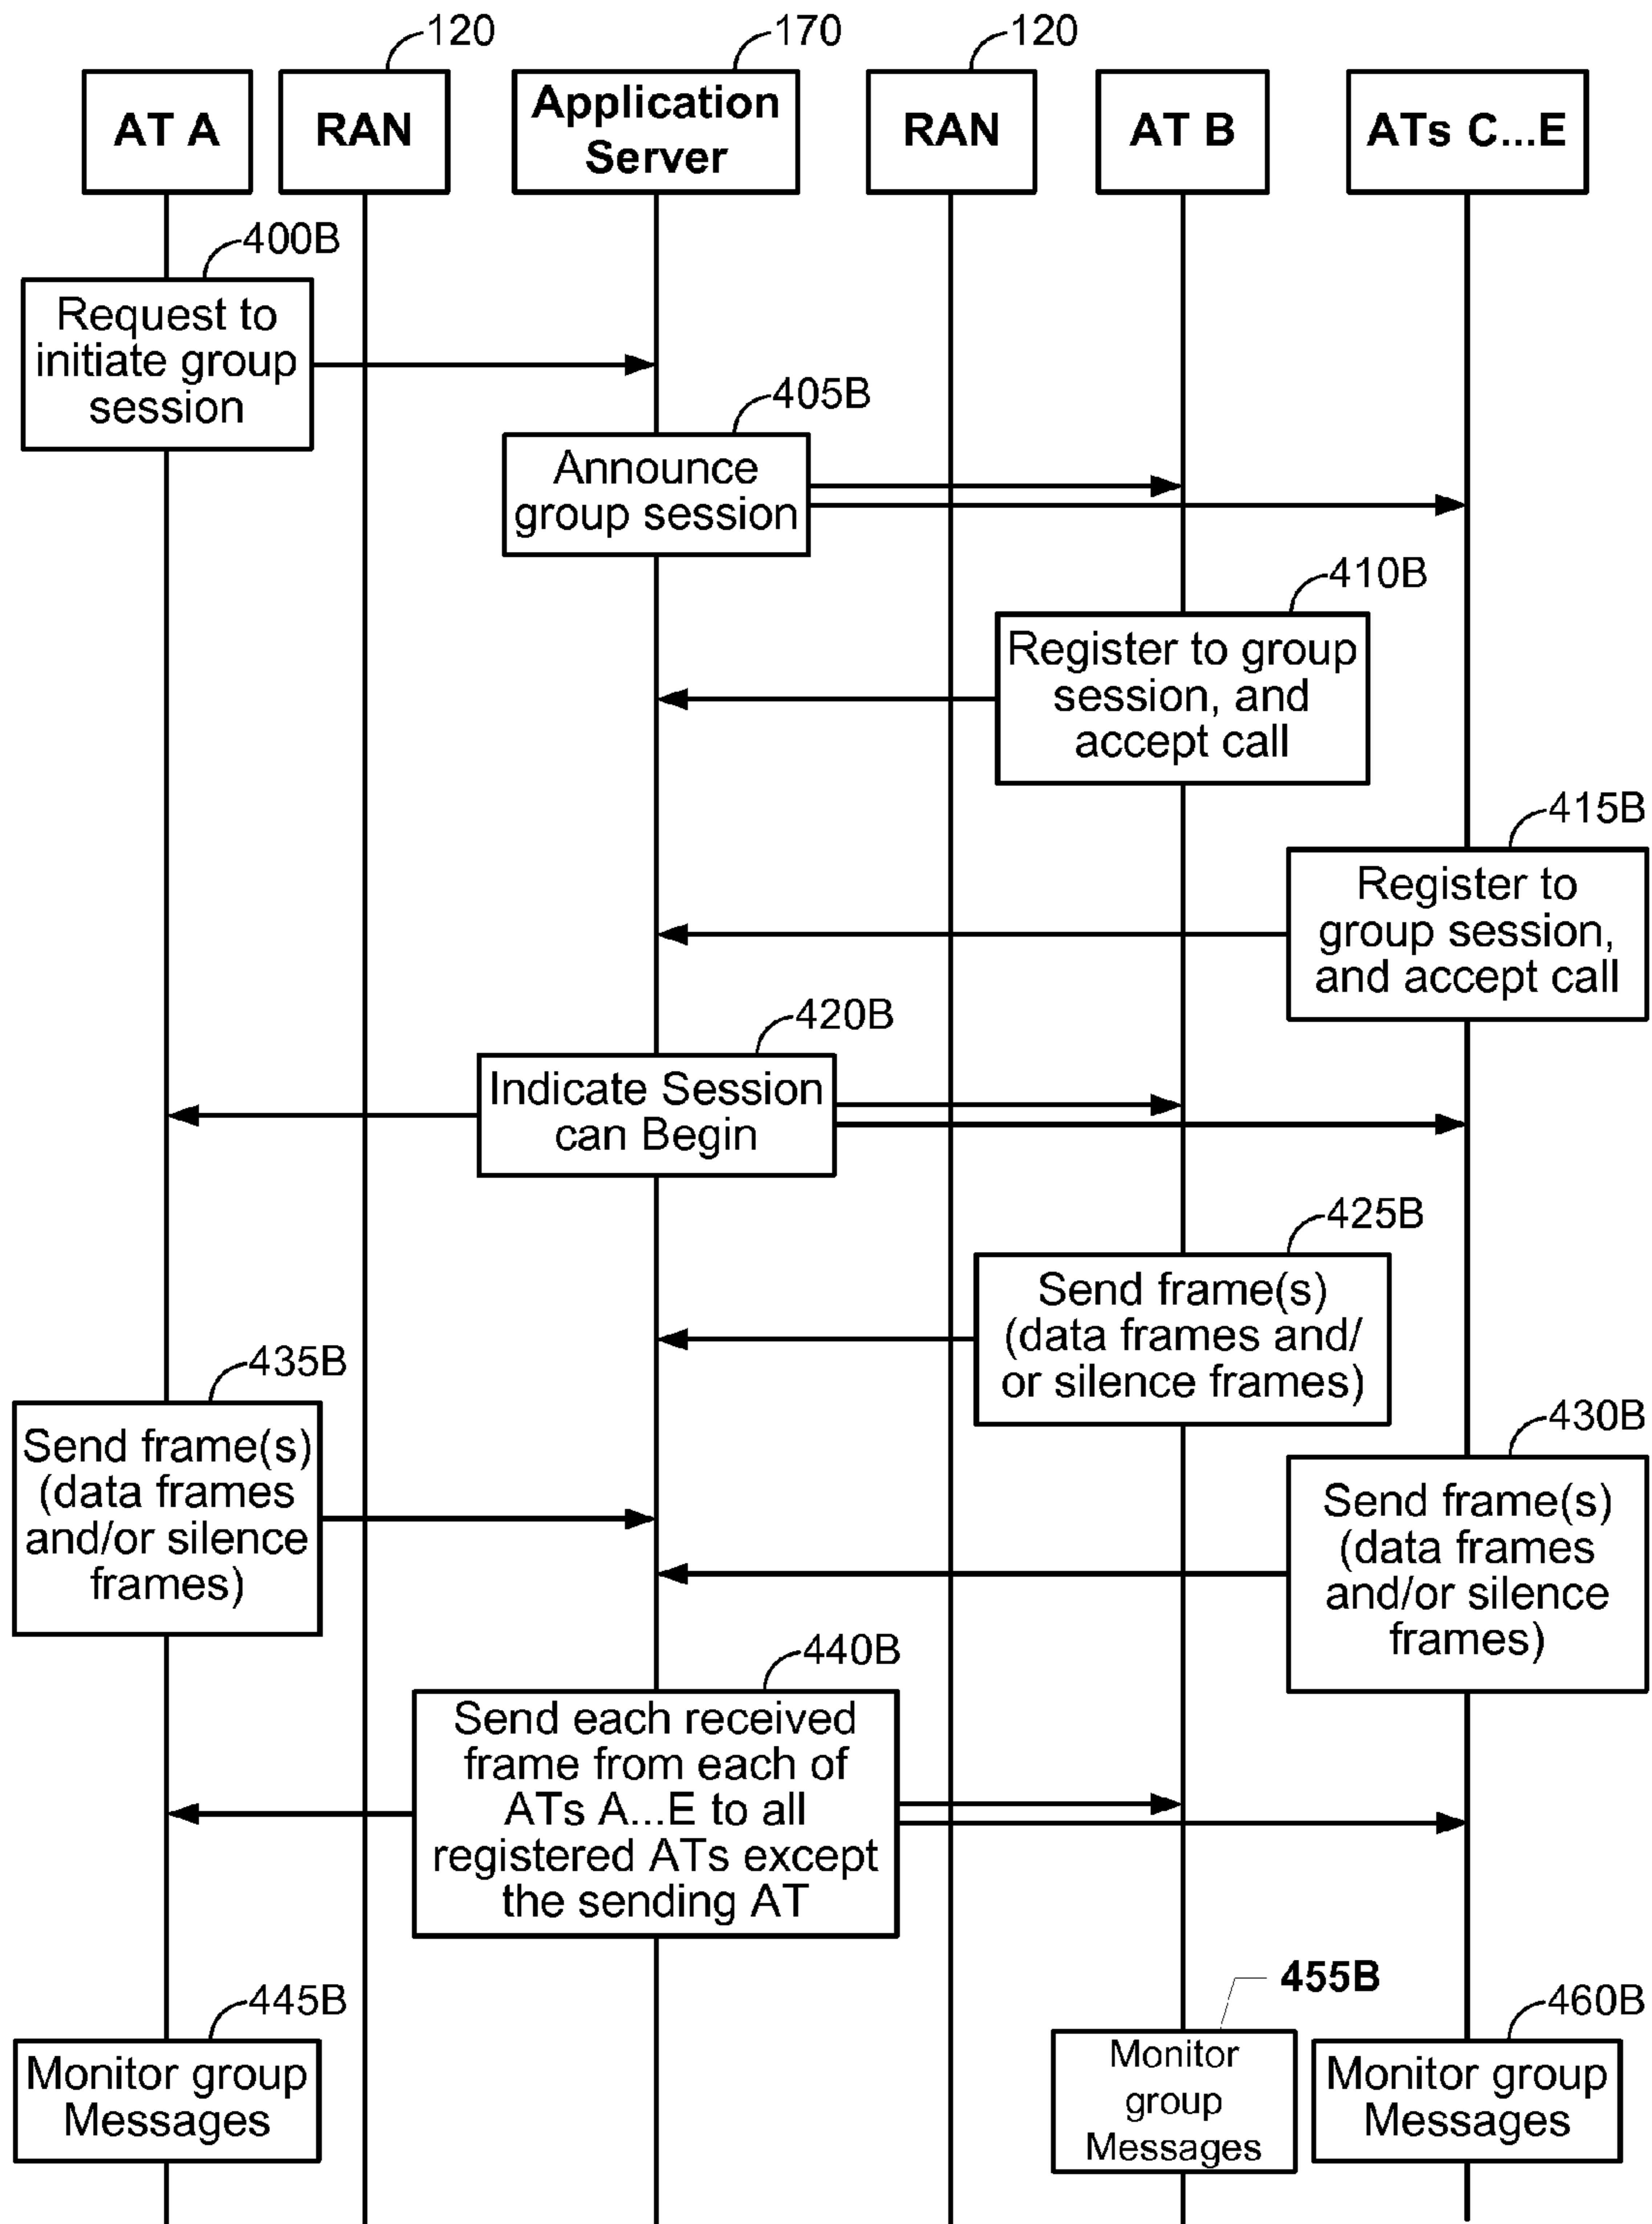 120
170
120
AT A
RAN
Application
Server
RAN
AT B
ATs C...E
400B
Request to
initiate group
session
405B
Announce
group session
410B
Register to group
session, and
accept call
415B
Register to
group session,
and accept call
420B
Indicate Session
can Begin
425B
Send frame(s)
(data frames and/
or silence frames)
435B
Send frame(s)
(data frames
and/or silence
frames)
430B
Send frame(s)
(data frames
and/or silence
frames)
440B
Send each received
frame from each of
ATs A...E to all
registered ATs except
the sending AT
445B
Monitor group
Messages
455B
Monitor
group
Messages
460B
Monitor group
Messages